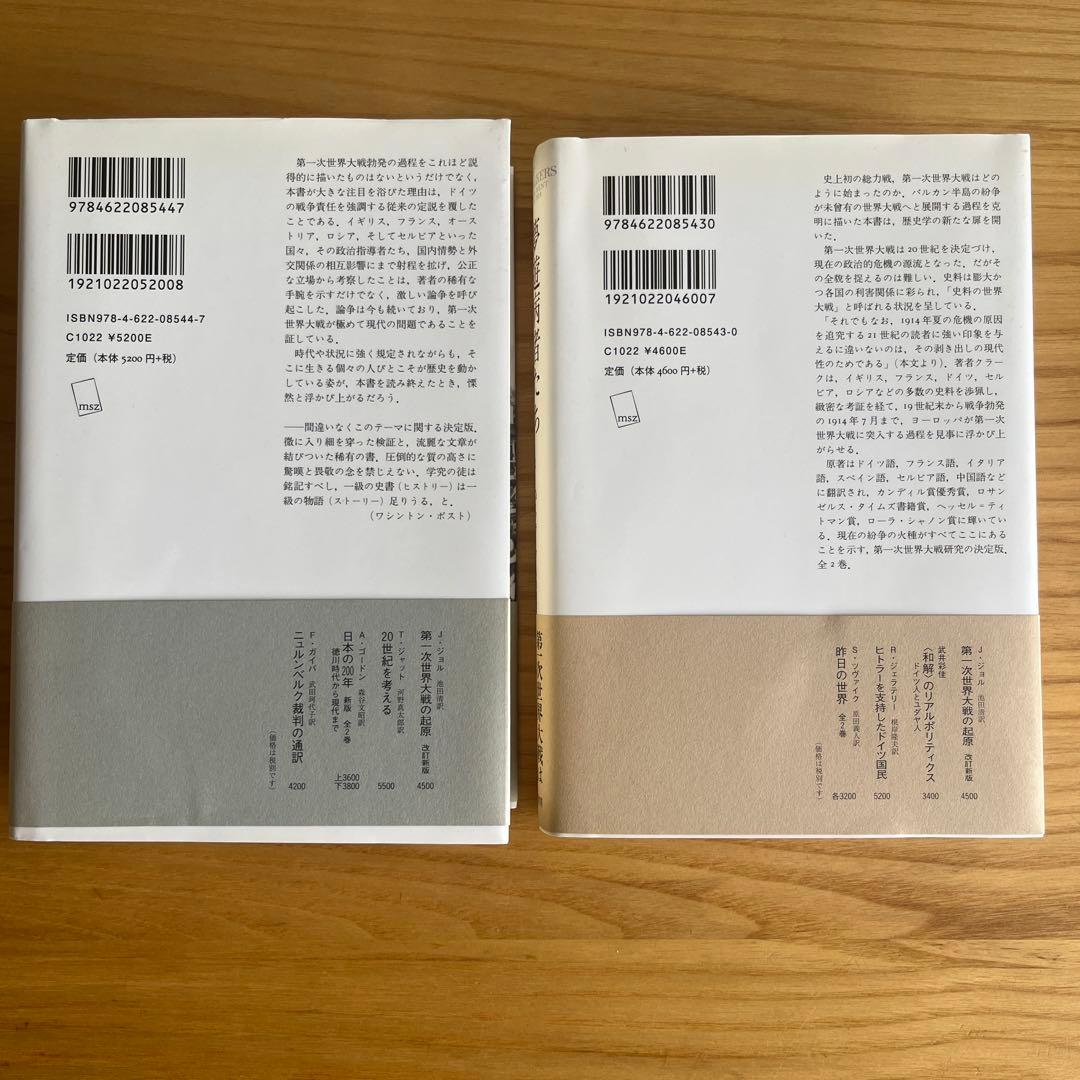 9784622085447
1921022052008
ISBN978-4-622-08544-7
C1022 ¥5200E
定価（本体 5200 円+税）
msz
第一次世界大戦勃発の過程をこれほど説
得的に描いたものはないというだけでなく，
本書が大きな注目を浴びた理由は，ドイツ
の戦争責任を強調する従来の定説を覆した
ことである．イギリス，フランス，オース
トリア，ロシア，そしてセルビアといった
国々，その政治指導者たち，国内情勢と外
交関係の相互影響にまで射程を拡げ，公正
な立場から考察したことは，著者の稀有な
手腕を示すだけでなく，激しい論争を呼び
起こした．論争は今も続いており，第一次
世界大戦が極めて現代の問題であることを
証している．
時代や状況に強く規定されながらも，そ
こに生きる個々の人びとこそが歴史を動か
している姿が，本書を読み終えたとき，慄
然と浮かび上がるだろう．
――間違いなくこのテーマに関する決定版．
微に入り細を穿った検証と，流麗な文章が
結びついた稀有の書．圧倒的な質の高さに
驚嘆と畏敬の念を禁じえない．学究の徒は
銘記すべし，一級の史書（ヒストリー）は一
級の物語（ストーリー）足りうる，と．
（ワシントン・ポスト）
J・ジョル 池田清訳
第一次世界大戦の起原 改訂新版 4500
T・ジャット 河野真太郎訳
20世紀を考える 5500
A・ゴードン 森谷文昭訳
日本の200年 新版 全2巻 上3600 下3800
徳川時代から現代まで
F・ガイバ 武田珂代子訳
ニュルンベルク裁判の通訳 4200
（価格は税別です）
9784622085430
1921022046007
ISBN978-4-622-08543-0
C1022 ¥4600E
定価（本体 4600 円+税）
msz
史上初の総力戦，第一次世界大戦はどの
ように始まったのか．バルカン半島の紛争
が未曾有の世界大戦へと展開する過程を克
明に描いた本書は，歴史学の新たな扉を開
いた．
第一次世界大戦は 20 世紀を決定づけ，
現在の政治的危機の源流となった．だがそ
の全貌を捉えるのは難しい．史料は膨大か
つ各国の利害関係に彩られ，「史料の世界
大戦」と呼ばれる状況を呈している．
「それでもなお，1914 年夏の危機の原因
を追究する 21 世紀の読者に強い印象を与
えるに違いないのは，その剥き出しの現代
性のためである」（本文より）．著者クラー
クは，イギリス，フランス，ドイツ，セル
ビア，ロシアなどの多数の史料を渉猟し，
緻密な考証を経て，19 世紀末から戦争勃発
の 1914 年 7 月まで，ヨーロッパが第一次
世界大戦に突入する過程を見事に浮かび上
がらせる．
原著はドイツ語，フランス語，イタリア
語，スペイン語，セルビア語，中国語など
に翻訳され，カンディル賞優秀賞，ロサン
ゼルス・タイムズ書籍賞，ヘッセル＝ティ
トマン賞，ローラ・シャノン賞に輝いてい
る．現在の紛争の火種がすべてここにある
ことを示す，第一次世界大戦研究の決定版．
全 2 巻．
J・ジョル 池田清訳
第一次世界大戦の起原 改訂新版 4500
武井彩佳
〈和解〉のリアルポリティクス 3400
ドイツ人とユダヤ人
R・ジェラテリー 根岸隆夫訳
ヒトラーを支持したドイツ国民 5200
S・ツヴァイク 原田義人訳
昨日の世界 全2巻 各3200
（価格は税別です）
夢遊病者たち
第一次世界大戦は